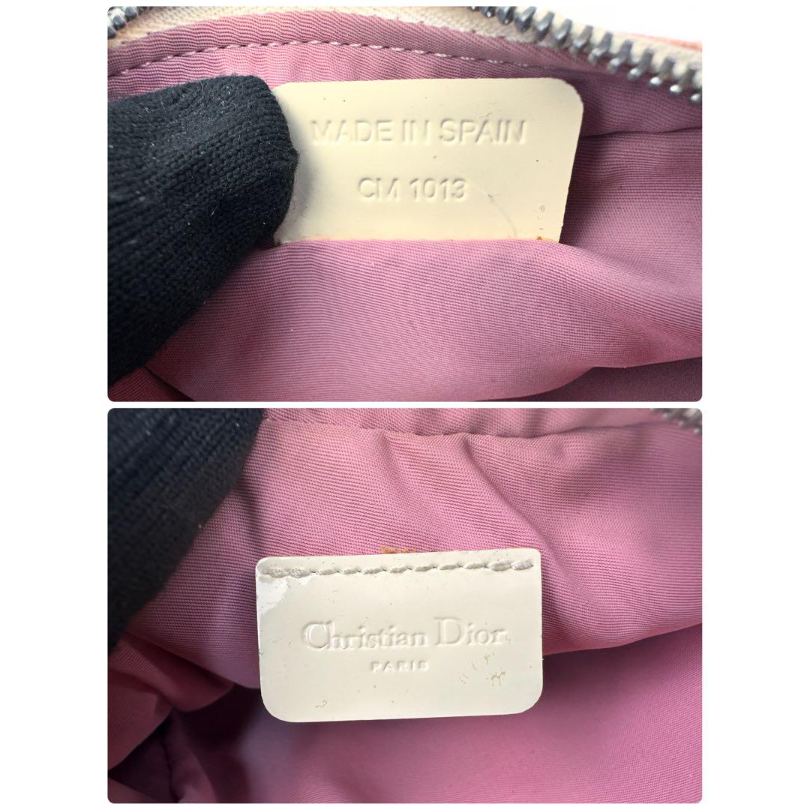 MADE IN SPAIN
CM 1013
Christian Dior
PARIS